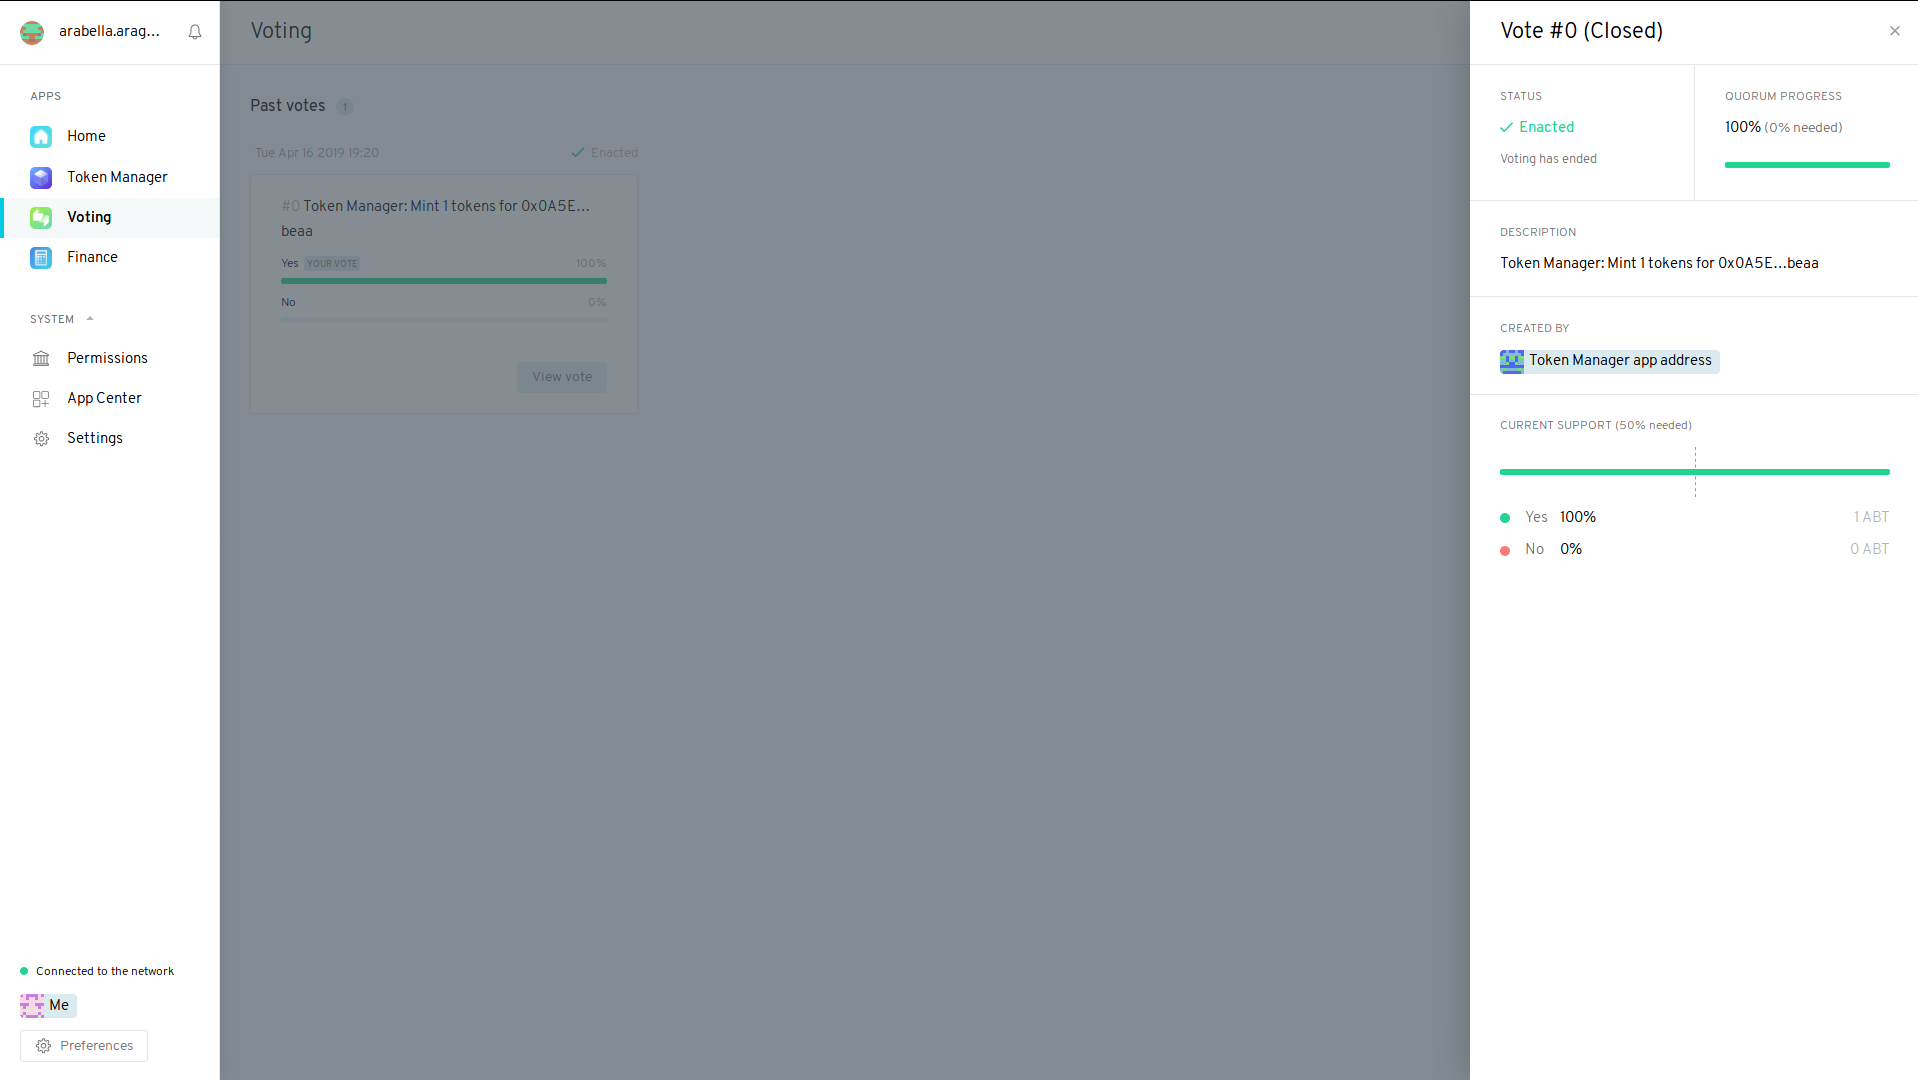 arabella.arag...
APPS
Home
Token Manager
Voting
Finance
SYSTEM
Permissions
App Center
Settings
Connected to the network
Me
Preferences
Voting
Past votes 1
Tue Apr 16 2019 19:20 Enacted
#0 Token Manager: Mint 1 tokens for 0x0A5E...
beaa
Yes YOUR VOTE 100%
No 0%
View vote
Vote #0 (Closed)
STATUS
Enacted
Voting has ended
QUORUM PROGRESS
100% (0% needed)
DESCRIPTION
Token Manager: Mint 1 tokens for 0x0A5E...beaa
CREATED BY
Token Manager app address
CURRENT SUPPORT (50% needed)
Yes 100% 1 ABT
No 0% 0 ABT